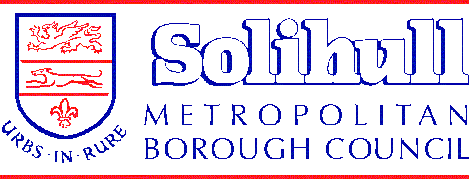 Solihull
METROPOLITAN
BOROUGH COUNCIL
URBS · IN · RURE